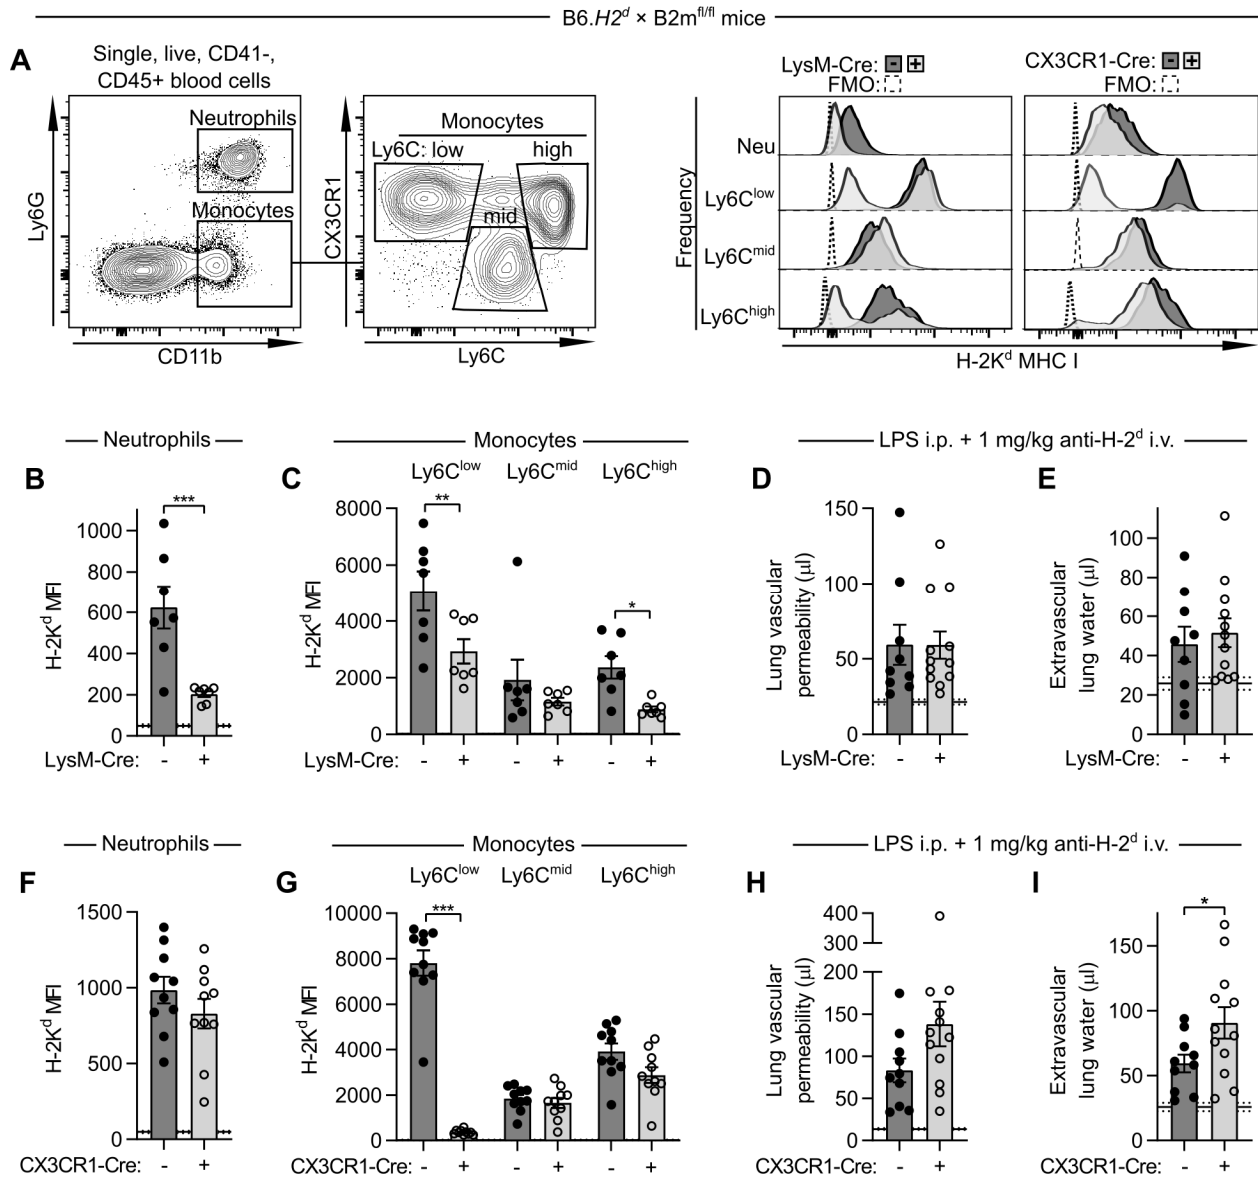 B6.H2ᵈ × B2mᶠˡ/ᶠˡ mice
A
Single, live, CD41-,
CD45+ blood cells
Neutrophils
Monocytes
Ly6G
CD11b
Monocytes
Ly6C: low
high
mid
CX3CR1
Ly6C
LysM-Cre: - +
FMO:
CX3CR1-Cre: - +
FMO:
Frequency
Neu
Ly6Cˡᵒʷ
Ly6Cᵐⁱᵈ
Ly6Cʰⁱᵍʰ
H-2Kᵈ MHC I
Neutrophils
Monocytes
LPS i.p. + 1 mg/kg anti-H-2ᵈ i.v.
B
H-2Kᵈ MFI
1000
800
600
400
200
0
***
LysM-Cre: - +
C
Ly6Cˡᵒʷ Ly6Cᵐⁱᵈ Ly6Cʰⁱᵍʰ
H-2Kᵈ MFI
8000
6000
4000
2000
0
**
*
LysM-Cre: - + - + - +
D
Lung vascular
permeability (µl)
150
100
50
0
LysM-Cre: - +
E
Extravascular
lung water (µl)
100
80
60
40
20
0
LysM-Cre: - +
Neutrophils
Monocytes
LPS i.p. + 1 mg/kg anti-H-2ᵈ i.v.
F
H-2Kᵈ MFI
1500
1000
500
0
CX3CR1-Cre: - +
G
Ly6Cˡᵒʷ Ly6Cᵐⁱᵈ Ly6Cʰⁱᵍʰ
H-2Kᵈ MFI
10000
8000
6000
4000
2000
0
***
CX3CR1-Cre: - + - + - +
H
Lung vascular
permeability (µl)
400
300
200
150
100
50
0
CX3CR1-Cre: - +
I
Extravascular
lung water (µl)
150
100
50
0
*
CX3CR1-Cre: - +